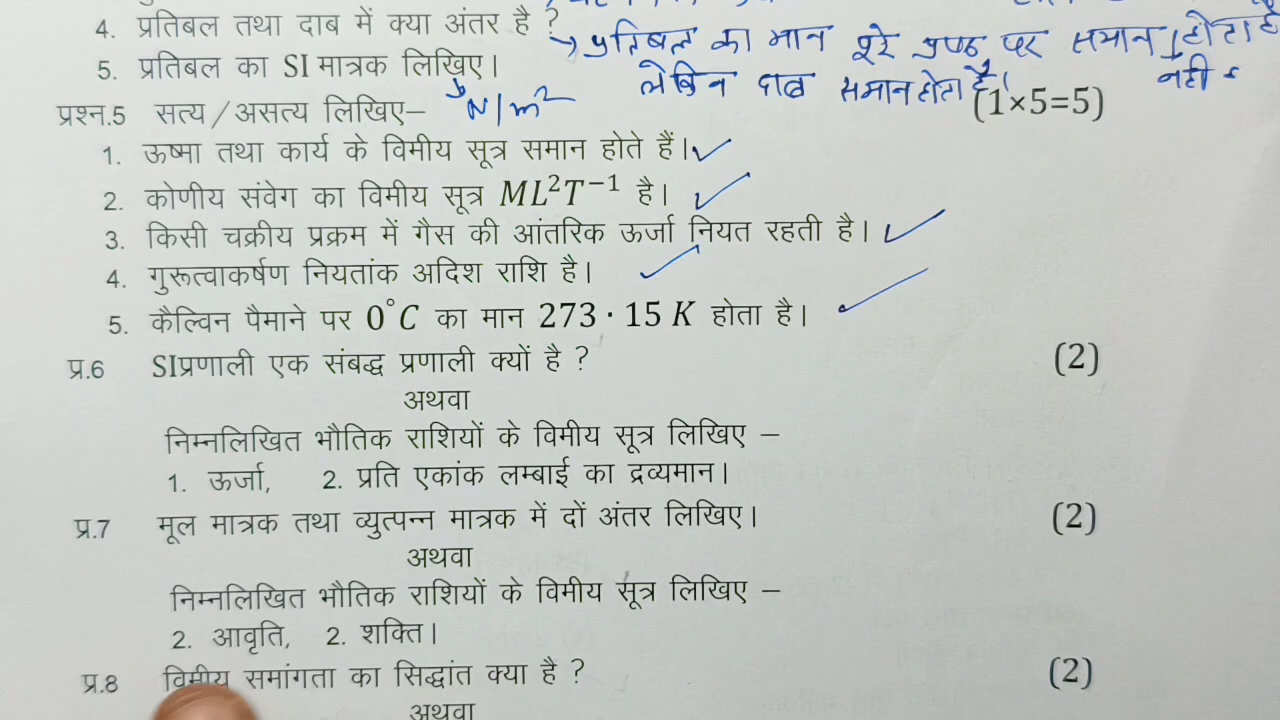 4. प्रतिबल तथा दाब में क्या अंतर है ?
→ प्रतिबल का मान पर समान होता है
नही
5. प्रतिबल का SI मात्रक लिखिए।
लेकिन दाब समान होता है।
N/m²
प्रश्न.5 सत्य / असत्य लिखिए– (1×5=5)
1. ऊष्मा तथा कार्य के विमीय सूत्र समान होते हैं।✓
2. कोणीय संवेग का विमीय सूत्र ML²T⁻¹ है। ✓
3. किसी चक्रीय प्रक्रम में गैस की आंतरिक ऊर्जा नियत रहती है। ✓
4. गुरूत्वाकर्षण नियतांक अदिश राशि है। ✓
5. कैल्विन पैमाने पर 0°C का मान 273·15 K होता है। ✓
प्र.6 SIप्रणाली एक संबद्ध प्रणाली क्यों है ? (2)
अथवा
निम्नलिखित भौतिक राशियों के विमीय सूत्र लिखिए –
1. ऊर्जा, 2. प्रति एकांक लम्बाई का द्रव्यमान।
प्र.7 मूल मात्रक तथा व्युत्पन्न मात्रक में दों अंतर लिखिए। (2)
अथवा
निम्नलिखित भौतिक राशियों के विमीय सूत्र लिखिए –
2. आवृति, 2. शक्ति।
प्र.8 विमीय समांगता का सिद्धांत क्या है ? (2)
अथवा